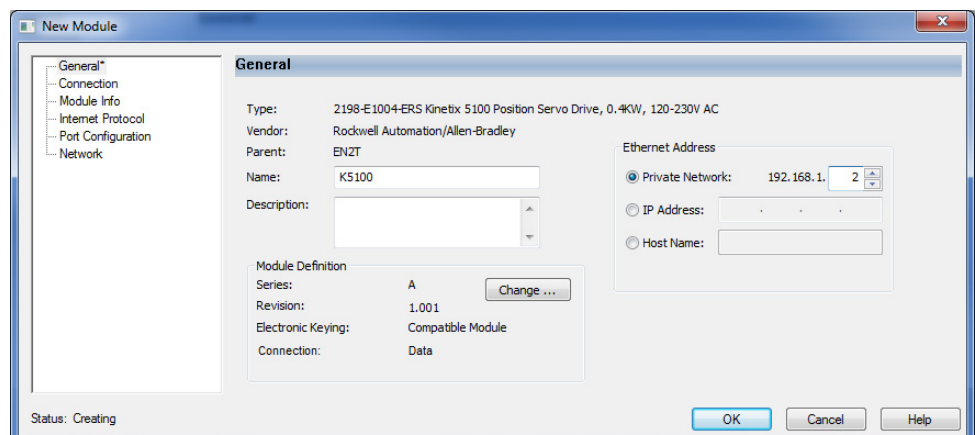 New Module
General*
Connection
Module Info
Internet Protocol
Port Configuration
Network
General
Type: 2198-E1004-ERS Kinetix 5100 Position Servo Drive, 0.4KW, 120-230V AC
Vendor: Rockwell Automation/Allen-Bradley
Parent: EN2T
Name: K5100
Description:
Ethernet Address
Private Network: 192.168.1. 2
IP Address: . . .
Host Name:
Module Definition
Series: A
Change ...
Revision: 1.001
Electronic Keying: Compatible Module
Connection: Data
Status: Creating
OK Cancel Help